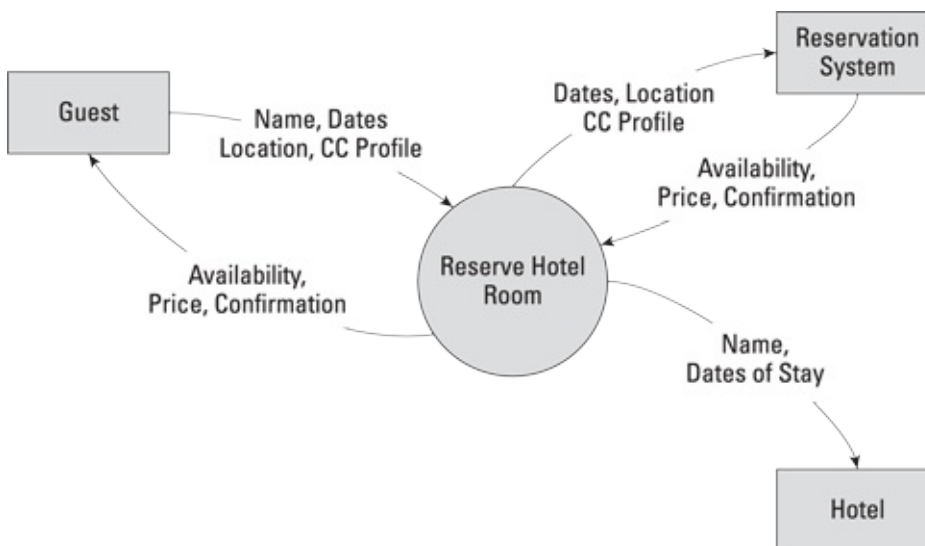 Reservation
System
Guest
Name, Dates
Location, CC Profile
Dates, Location
CC Profile
Availability,
Price, Confirmation
Availability,
Price, Confirmation
Reserve Hotel
Room
Name,
Dates of Stay
Hotel